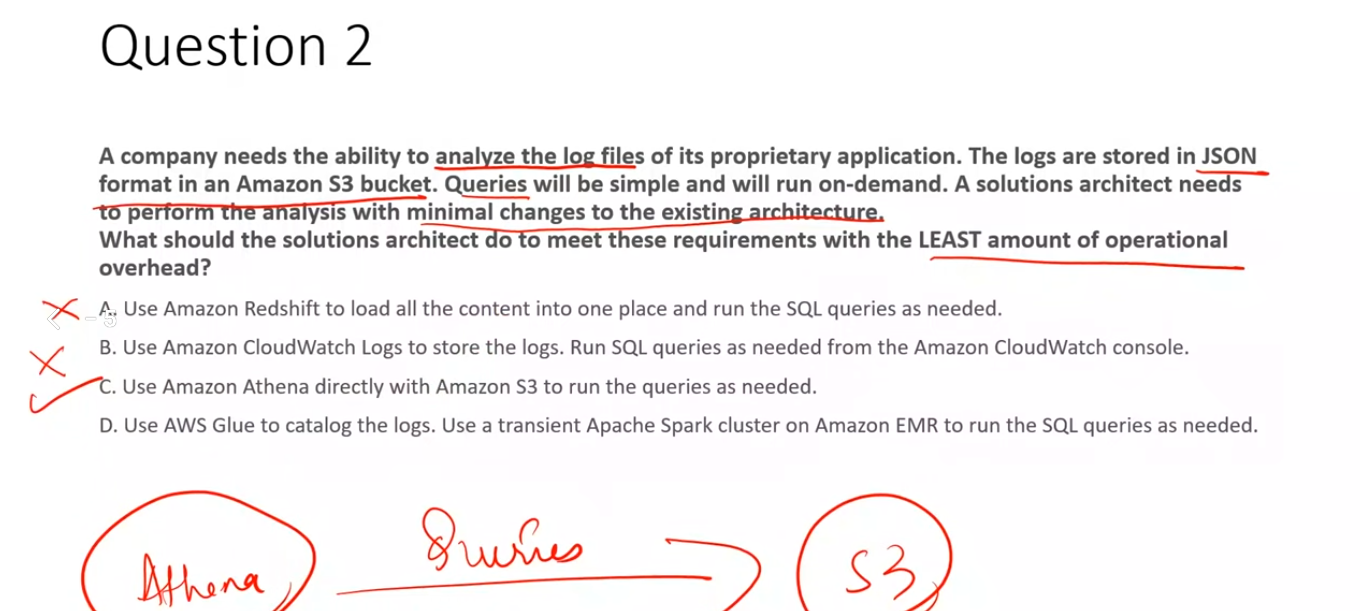 Question 2
A company needs the ability to analyze the log files of its proprietary application. The logs are stored in JSON
format in an Amazon S3 bucket. Queries will be simple and will run on-demand. A solutions architect needs
to perform the analysis with minimal changes to the existing architecture.
What should the solutions architect do to meet these requirements with the LEAST amount of operational
overhead?
A. Use Amazon Redshift to load all the content into one place and run the SQL queries as needed.
B. Use Amazon CloudWatch Logs to store the logs. Run SQL queries as needed from the Amazon CloudWatch console.
C. Use Amazon Athena directly with Amazon S3 to run the queries as needed.
D. Use AWS Glue to catalog the logs. Use a transient Apache Spark cluster on Amazon EMR to run the SQL queries as needed.
Athena Queries S3